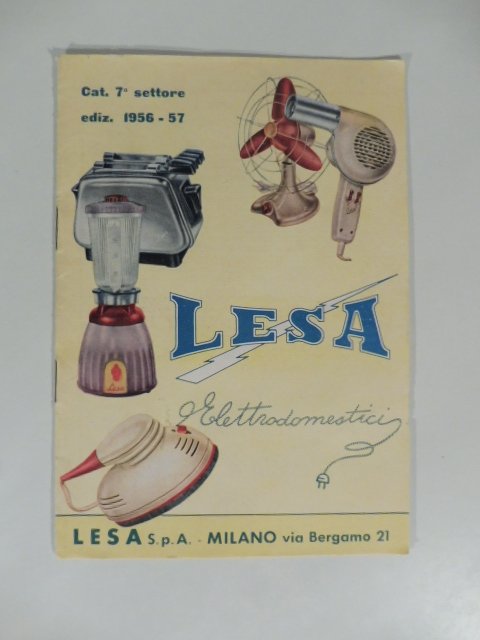 Cat. 7° settore
ediz. 1956 - 57
LESA
Elettrodomestici
LESA S.p.A. - MILANO via Bergamo 21